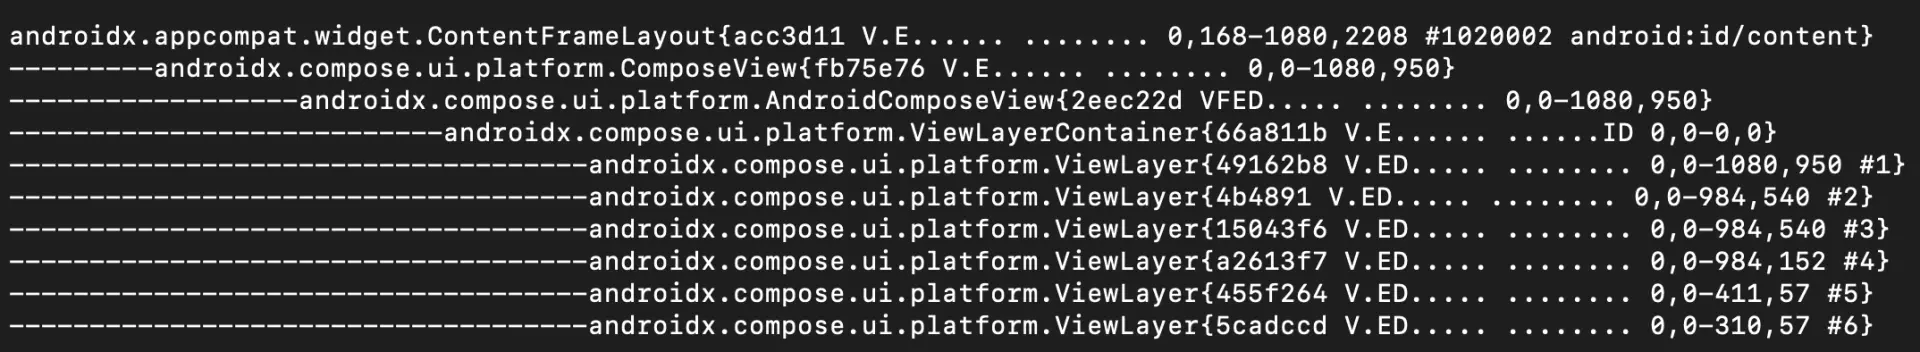 androidx.appcompat.widget.ContentFrameLayout{acc3d11 V.E...... ........ 0,168-1080,2208 #1020002 android:id/content}
---------androidx.compose.ui.platform.ComposeView{fb75e76 V.E...... ........ 0,0-1080,950}
------------------androidx.compose.ui.platform.AndroidComposeView{2eec22d VFED..... ........ 0,0-1080,950}
---------------------------androidx.compose.ui.platform.ViewLayerContainer{66a811b V.E...... ......ID 0,0-0,0}
------------------------------------androidx.compose.ui.platform.ViewLayer{49162b8 V.ED..... ........ 0,0-1080,950 #1}
------------------------------------androidx.compose.ui.platform.ViewLayer{4b4891 V.ED..... ........ 0,0-984,540 #2}
------------------------------------androidx.compose.ui.platform.ViewLayer{15043f6 V.ED..... ........ 0,0-984,540 #3}
------------------------------------androidx.compose.ui.platform.ViewLayer{a2613f7 V.ED..... ........ 0,0-984,152 #4}
------------------------------------androidx.compose.ui.platform.ViewLayer{455f264 V.ED..... ........ 0,0-411,57 #5}
------------------------------------androidx.compose.ui.platform.ViewLayer{5cadccd V.ED..... ........ 0,0-310,57 #6}